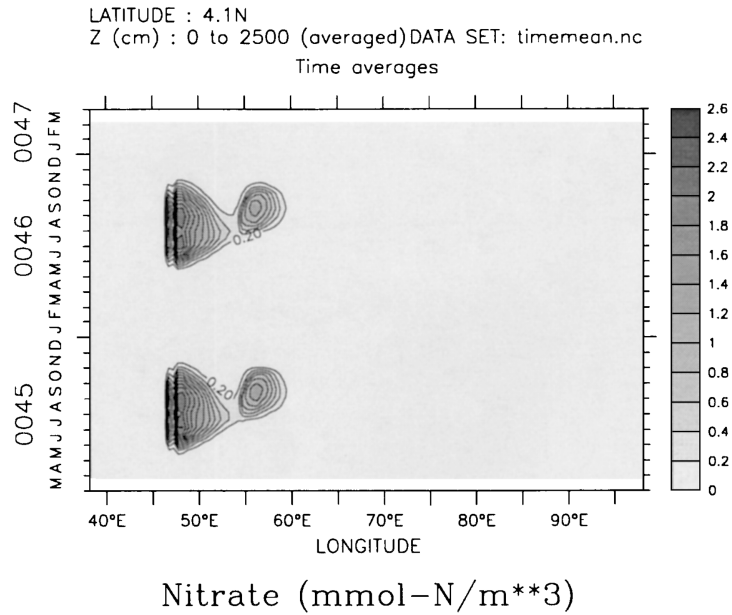 LATITUDE : 4.1N
Z (cm) : 0 to 2500 (averaged) DATA SET: timemean.nc
Time averages
0047
0046
0045
M A M J J A S O N D J F M A M J J A S O N D J F M
0.20
0.20
40°E 50°E 60°E 70°E 80°E 90°E
LONGITUDE
2.6
2.4
2.2
2
1.8
1.6
1.4
1.2
1
0.8
0.6
0.4
0.2
0
Nitrate (mmol-N/m**3)